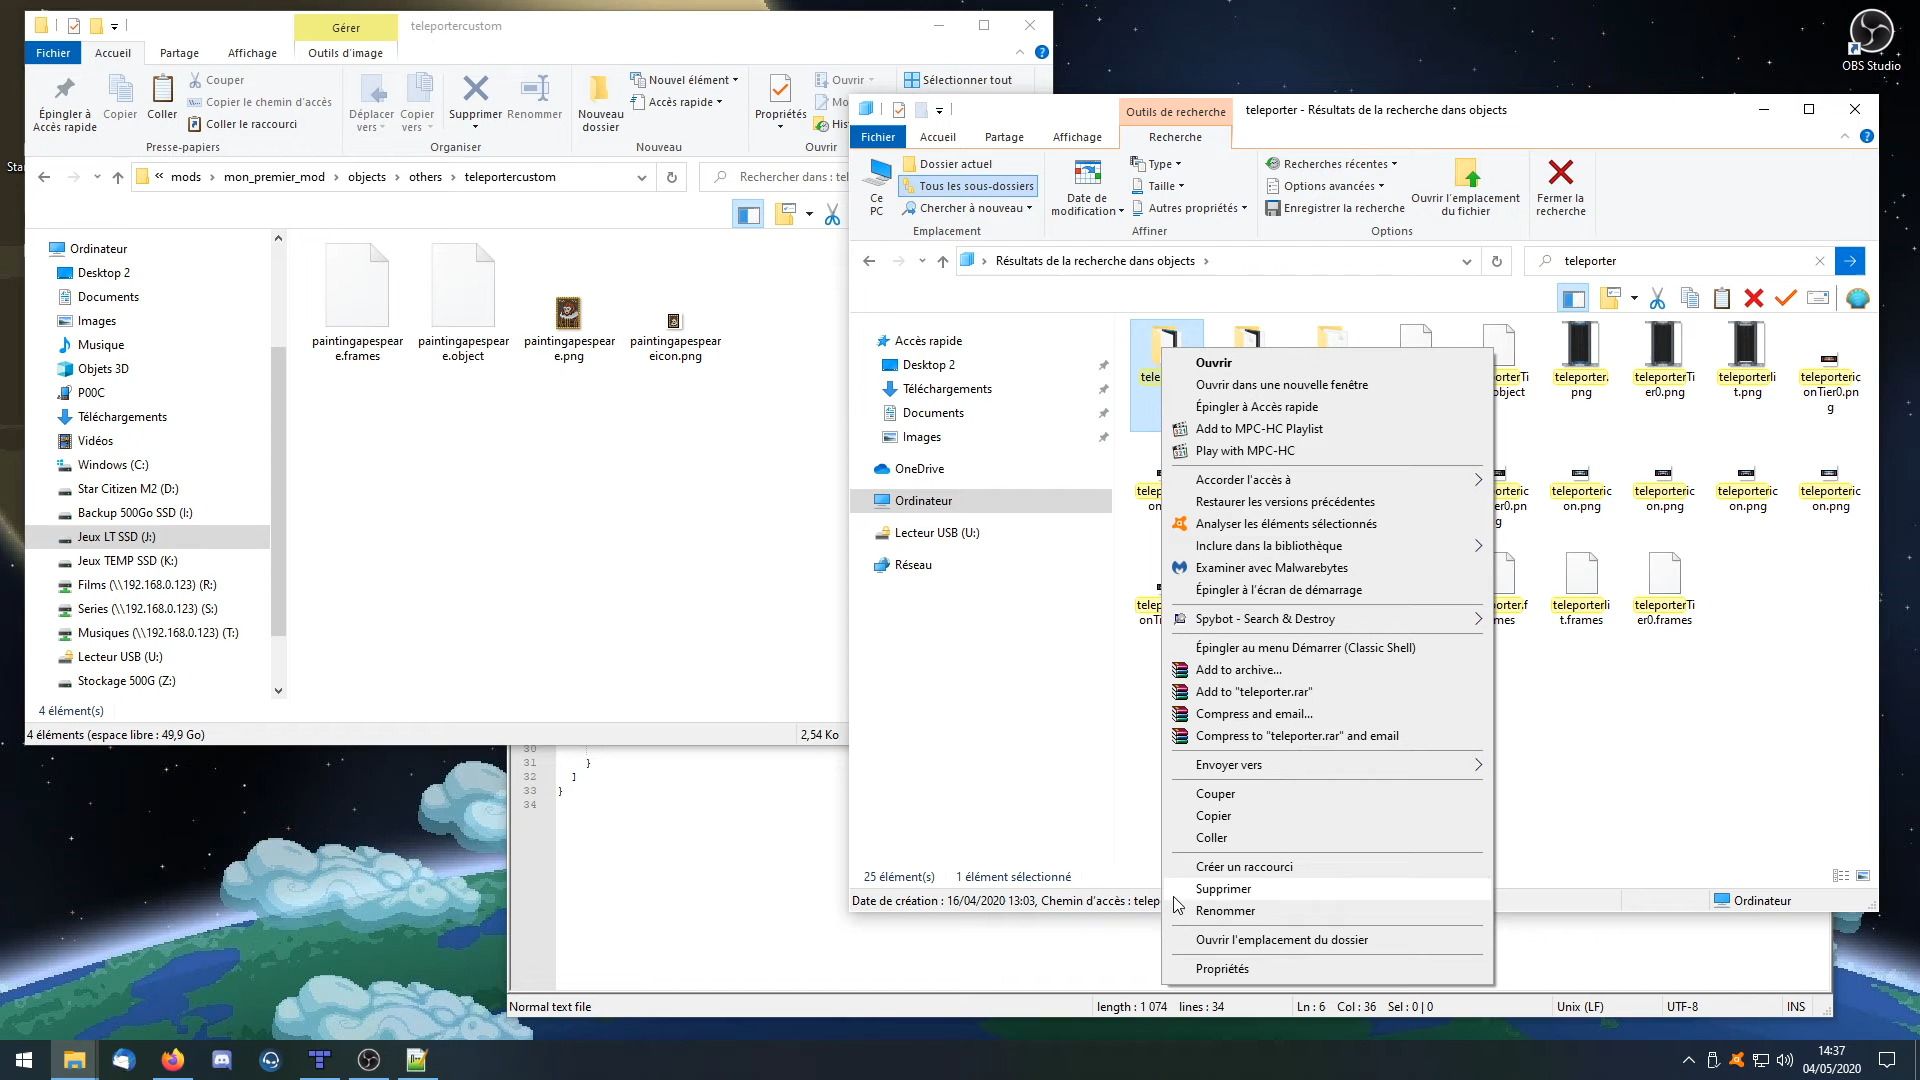 Gérer
teleportercustom
Fichier
Accueil
Partage
Affichage
Outils d'image
Épingler à
Accès rapide
Copier
Coller
Couper
Copier le chemin d'accès
Coller le raccourci
Presse-papiers
Déplacer
vers
Copier
vers
Supprimer
Renommer
Organiser
Nouveau
dossier
Nouvel élément
Accès rapide
Nouveau
Propriétés
Ouvrir
Mo
His
Ouvrir
Sélectionner tout
« mods › mon_premier_mod › objects › others › teleportercustom
Rechercher dans : tel
Ordinateur
Desktop 2
Documents
Images
Musique
Objets 3D
P00C
Téléchargements
Vidéos
Windows (C:)
Star Citizen M2 (D:)
Backup 500Go SSD (I:)
Jeux LT SSD (J:)
Jeux TEMP SSD (K:)
Films (\\192.168.0.123) (R:)
Series (\\192.168.0.123) (S:)
Musiques (\\192.168.0.123) (T:)
Lecteur USB (U:)
Stockage 500G (Z:)
paintingapespear
e.frames
paintingapespear
e.object
paintingapespear
e.png
paintingapespear
eicon.png
4 élément(s)
4 éléments (espace libre : 49,9 Go)
2,54 Ko
Outils de recherche
teleporter - Résultats de la recherche dans objects
Fichier
Accueil
Partage
Affichage
Recherche
Ce
PC
Dossier actuel
Tous les sous-dossiers
Chercher à nouveau
Emplacement
Date de
modification
Type
Taille
Autres propriétés
Affiner
Recherches récentes
Options avancées
Enregistrer la recherche
Ouvrir l'emplacement
du fichier
Options
Fermer la
recherche
› Résultats de la recherche dans objects ›
teleporter
Accès rapide
Desktop 2
Téléchargements
Documents
Images
OneDrive
Ordinateur
Lecteur USB (U:)
Réseau
tele
porterTi
object
teleporter.
png
teleporterTi
er0.png
teleporterli
t.png
teleporteric
onTier0.pn
g
telep
orteric
r0.pn
g
teleporteric
on.png
teleporteric
on.png
teleporteric
on.png
teleporteric
on.png
telep
onTi
orter.f
mes
teleporterli
t.frames
teleporterTi
er0.frames
Ouvrir
Ouvrir dans une nouvelle fenêtre
Épingler à Accès rapide
Add to MPC-HC Playlist
Play with MPC-HC
Accorder l'accès à
Restaurer les versions précédentes
Analyser les éléments sélectionnés
Inclure dans la bibliothèque
Examiner avec Malwarebytes
Épingler à l'écran de démarrage
Spybot - Search & Destroy
Épingler au menu Démarrer (Classic Shell)
Add to archive...
Add to "teleporter.rar"
Compress and email...
Compress to "teleporter.rar" and email
Envoyer vers
Couper
Copier
Coller
Créer un raccourci
Supprimer
Renommer
Ouvrir l'emplacement du dossier
Propriétés
25 élément(s)
1 élément sélectionné
Date de création : 16/04/2020 13:03, Chemin d'accès : telep
Ordinateur
30
31 }
32 ]
33 }
34
Normal text file
length : 1 074 lines : 34
Ln : 6 Col : 36 Sel : 0 | 0
Unix (LF)
UTF-8
INS
OBS Studio
Sta
14:37
04/05/2020